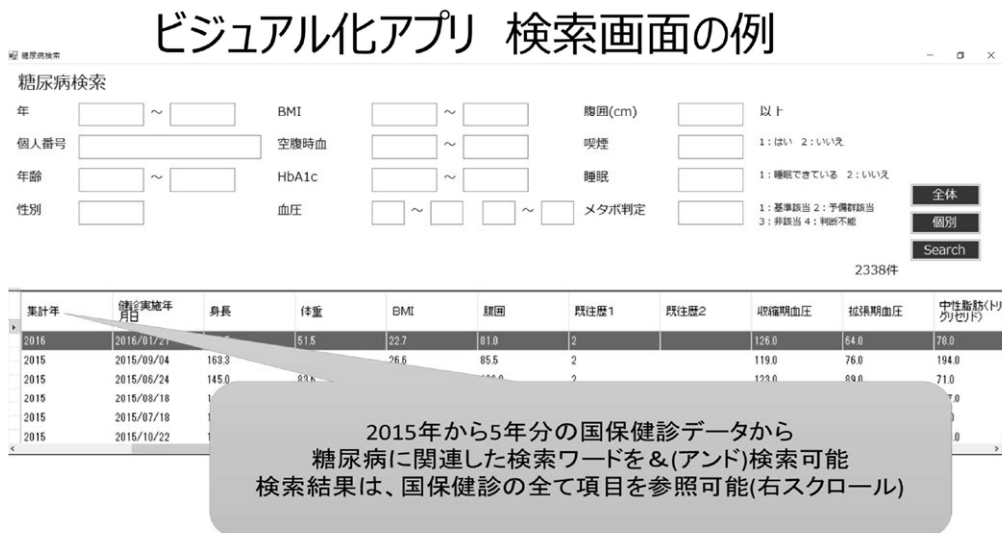 ビジュアル化アプリ 検索画面の例
糖尿病検索
糖尿病検索
年 ～ BMI ～ 腹囲(cm) 以上
個人番号 空腹時血 ～ 喫煙 1：はい 2：いいえ
年齢 ～ HbA1c ～ 睡眠 1：睡眠できている 2：いいえ
性別 血圧 ～ ～ メタボ判定 1：基準該当 2：予備群該当
3：非該当 4：判断不能
全体
個別
Search
2338件
集計年 健診実施年月日 身長 体重 BMI 腹囲 既往歴1 既往歴2 収縮期血圧 拡張期血圧 中性脂肪(トリグリセリド)
2016 2016/01/21 51.5 22.7 81.0 2 126.0 64.0 78.0
2015 2015/09/04 163.3 26.6 85.5 2 119.0 76.0 194.0
2015 2015/06/24 145.0 83.6 2 123.0 89.0 71.0
2015 2015/08/18
2015 2015/07/18
2015 2015/10/22
2015年から5年分の国保健診データから
糖尿病に関連した検索ワードを＆(アンド)検索可能
検索結果は、国保健診の全て項目を参照可能(右スクロール)